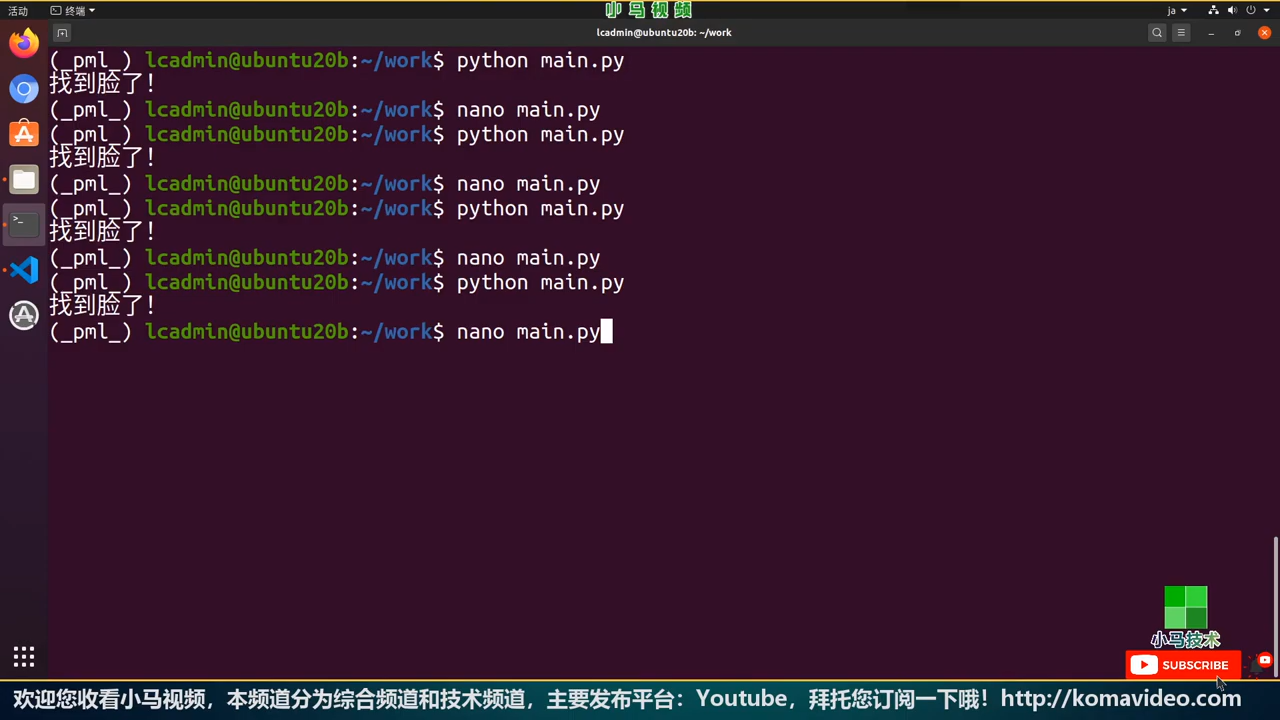 小马视频
活动
终端
ja
lcadmin@ubuntu20b: ~/work
(_pml_) lcadmin@ubuntu20b:~/work$ python main.py
找到脸了!
(_pml_) lcadmin@ubuntu20b:~/work$ nano main.py
(_pml_) lcadmin@ubuntu20b:~/work$ python main.py
找到脸了!
(_pml_) lcadmin@ubuntu20b:~/work$ nano main.py
(_pml_) lcadmin@ubuntu20b:~/work$ python main.py
找到脸了!
(_pml_) lcadmin@ubuntu20b:~/work$ nano main.py
(_pml_) lcadmin@ubuntu20b:~/work$ python main.py
找到脸了!
(_pml_) lcadmin@ubuntu20b:~/work$ nano main.py
小马技术
SUBSCRIBE
欢迎您收看小马视频，本频道分为综合频道和技术频道，主要发布平台：Youtube，拜托您订阅一下哦！http://komavideo.com